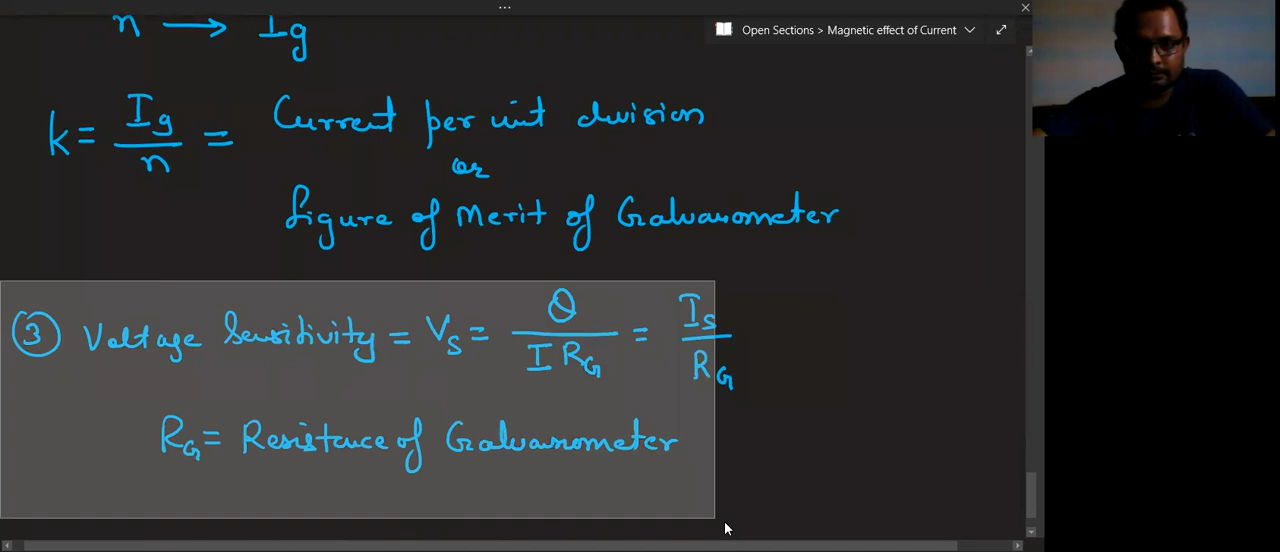 n → Ig
Open Sections > Magnetic effect of Current
k = Ig/n = Current per unit division
or
figure of Merit of Galvanometer
③ Voltage Sensitivity = Vs = θ/(I RG) = Is/RG
RG = Resistance of Galvanometer